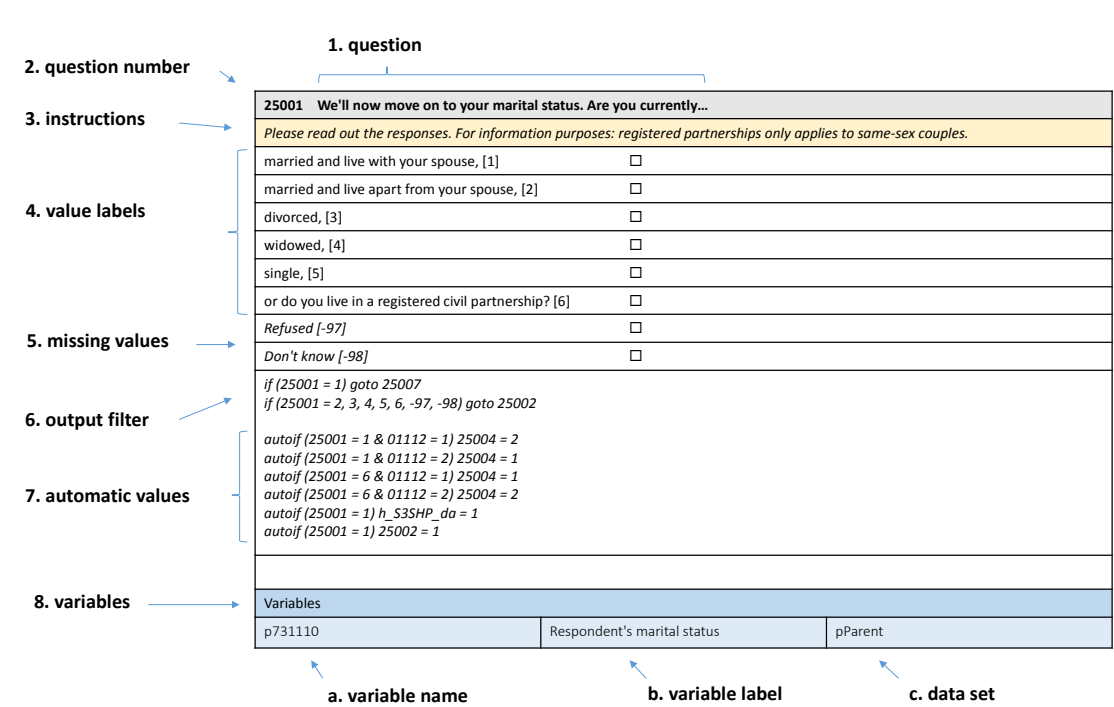 1. question
2. question number
25001 We'll now move on to your marital status. Are you currently…
3. instructions
Please read out the responses. For information purposes: registered partnerships only applies to same-sex couples.
married and live with your spouse, [1]
married and live apart from your spouse, [2]
4. value labels
divorced, [3]
widowed, [4]
single, [5]
or do you live in a registered civil partnership? [6]
5. missing values
Refused [-97]
Don't know [-98]
6. output filter
if (25001 = 1) goto 25007
if (25001 = 2, 3, 4, 5, 6, -97, -98) goto 25002
7. automatic values
autoif (25001 = 1 & 01112 = 1) 25004 = 2
autoif (25001 = 1 & 01112 = 2) 25004 = 1
autoif (25001 = 6 & 01112 = 1) 25004 = 1
autoif (25001 = 6 & 01112 = 2) 25004 = 2
autoif (25001 = 1) h_S3SHP_da = 1
autoif (25001 = 1) 25002 = 1
8. variables
Variables
p731110 Respondent's marital status pParent
a. variable name b. variable label c. data set